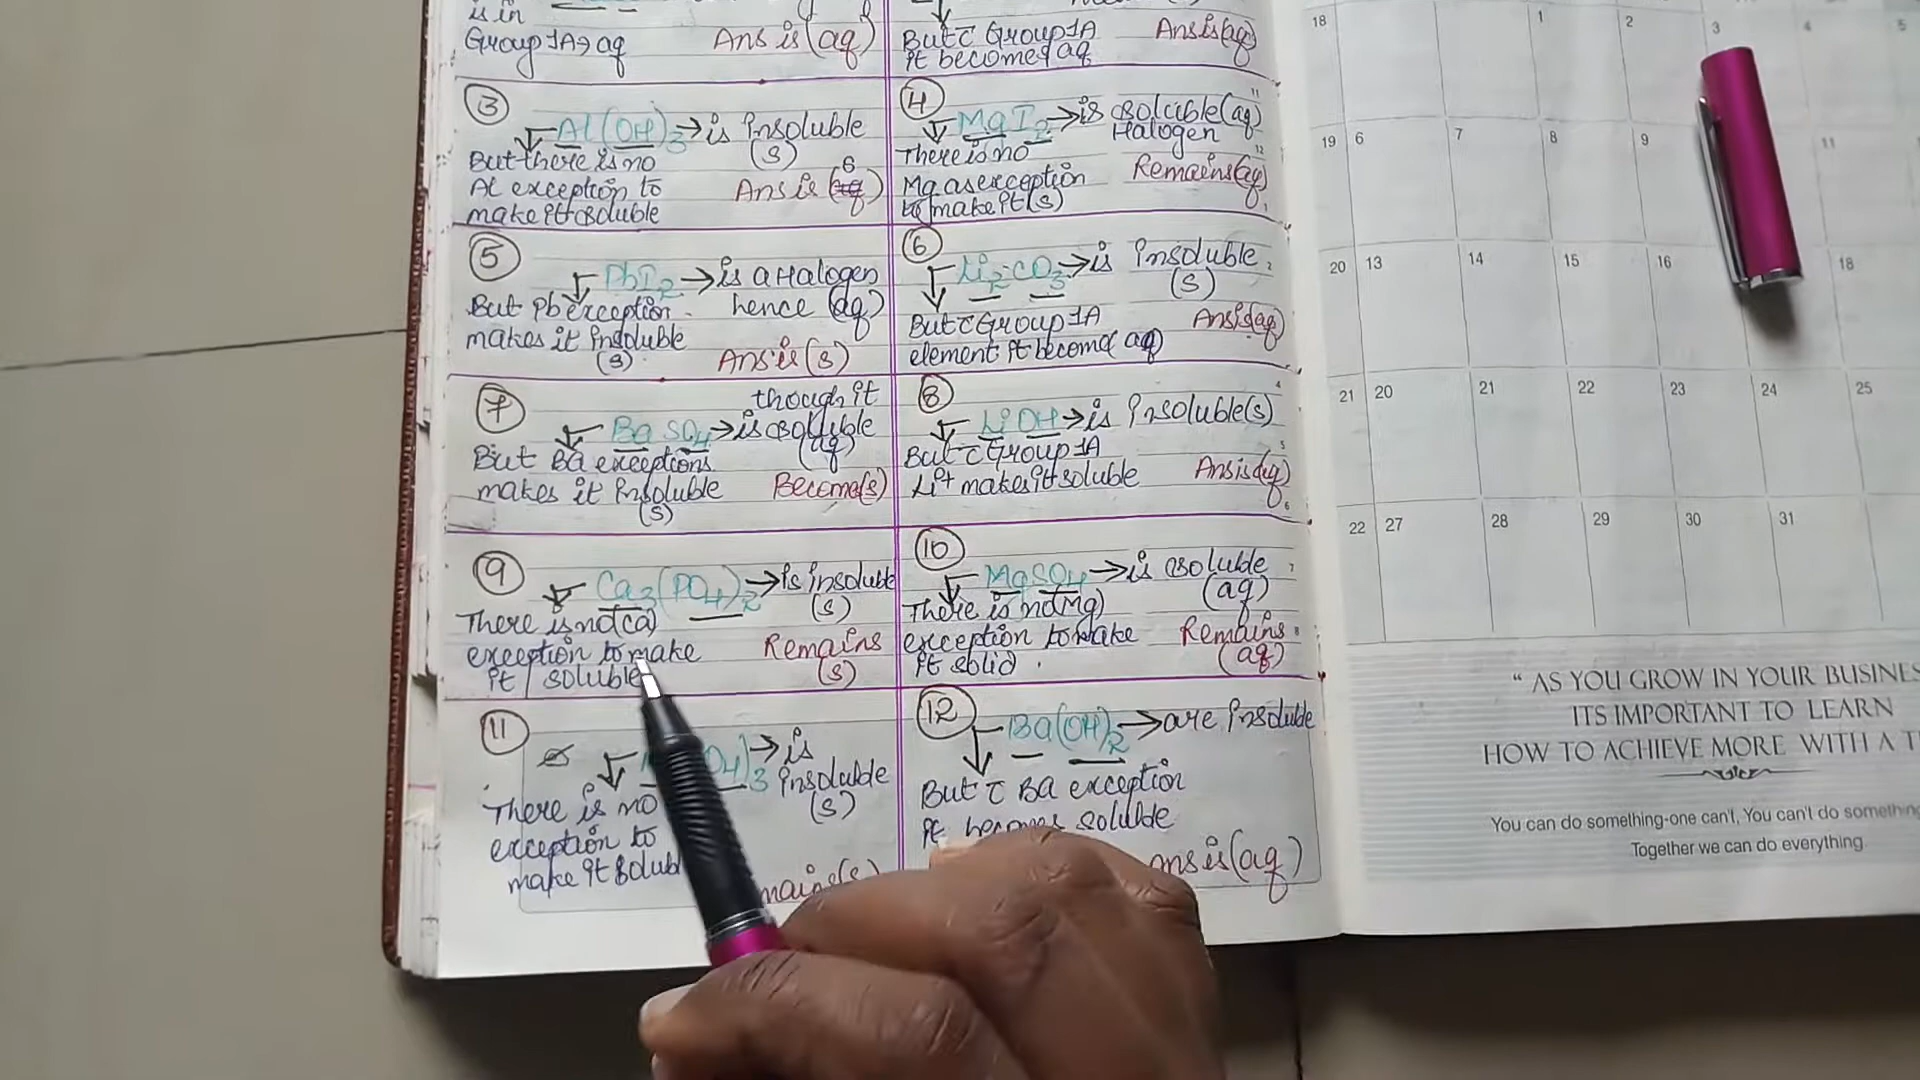 is in
Group 1A → aq Ans is (aq)
But c̄ Group 1A Ans is (aq)
it becomes aq
③
Al(OH)3 → is insoluble
(s)
But there is no
Al exception to Ans is (s)
make it soluble
④
MgI2 → is soluble (aq)
Halogen
There is no
Mg as exception Remains (aq)
to make it (s)
⑤
PbI2 → is a Halogen
But Pb exception hence (aq)
makes it insoluble
(s) Ans is (s)
⑥
Li2CO3 → is insoluble
(s)
But c̄ Group 1A Ans is (aq)
element it become aq
⑦ though it
BaSO4 → is soluble
(aq)
But BA exceptions
makes it insoluble Become (s)
(s)
⑧
LiOH → is insoluble (s)
But c̄ Group 1A
Li+ makes it soluble Ans is (aq)
⑨
Ca3(PO4)2 → is insoluble
(s)
There is no (ca)
exception to make Remains
it soluble (s)
⑩
MgSO4 → is soluble
(aq)
There is no (Mg)
exception to make Remains
it solid. (aq)
⑪
O4)3 → is
insoluble
(s)
There is no
exception to
make it
⑫
Ba(OH)2 → are insoluble
But c̄ BA exception
it becomes soluble
Ans is (aq)
18 1 2 3 4 5
19 6 7 8 9 11
20 13 14 15 16 18
21 20 21 22 23 24 25
22 27 28 29 30 31
“ AS YOU GROW IN YOUR
ITS IMPORTANT TO LEARN
HOW TO ACHIEVE MORE WITH A
You can do something-one can't, You can't do
Together we can do everything